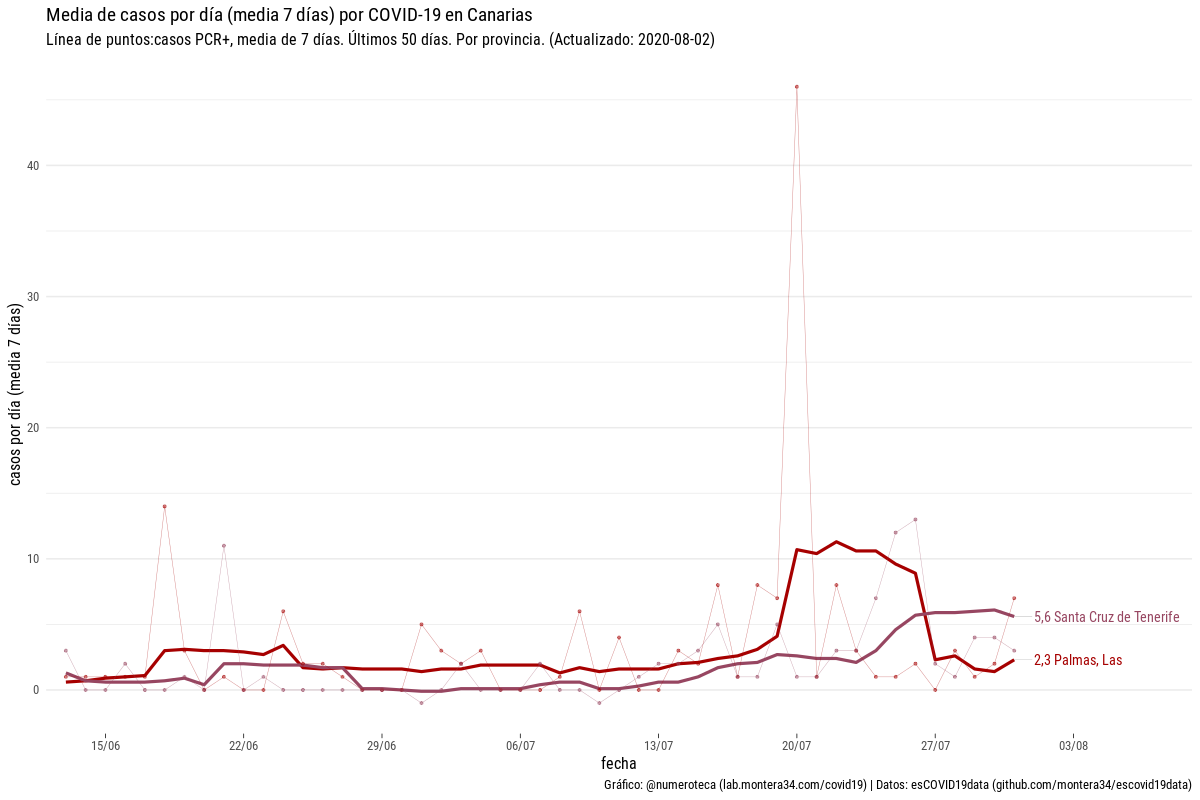 Media de casos por día (media 7 días) por COVID-19 en Canarias
Línea de puntos:casos PCR+, media de 7 días. Últimos 50 días. Por provincia. (Actualizado: 2020-08-02)
casos por día (media 7 días)
40
30
20
10
0
5,6 Santa Cruz de Tenerife
2,3 Palmas, Las
15/06
22/06
29/06
06/07
13/07
20/07
27/07
03/08
fecha
Gráfico: @numeroteca (lab.montera34.com/covid19) | Datos: esCOVID19data (github.com/montera34/escovid19data)